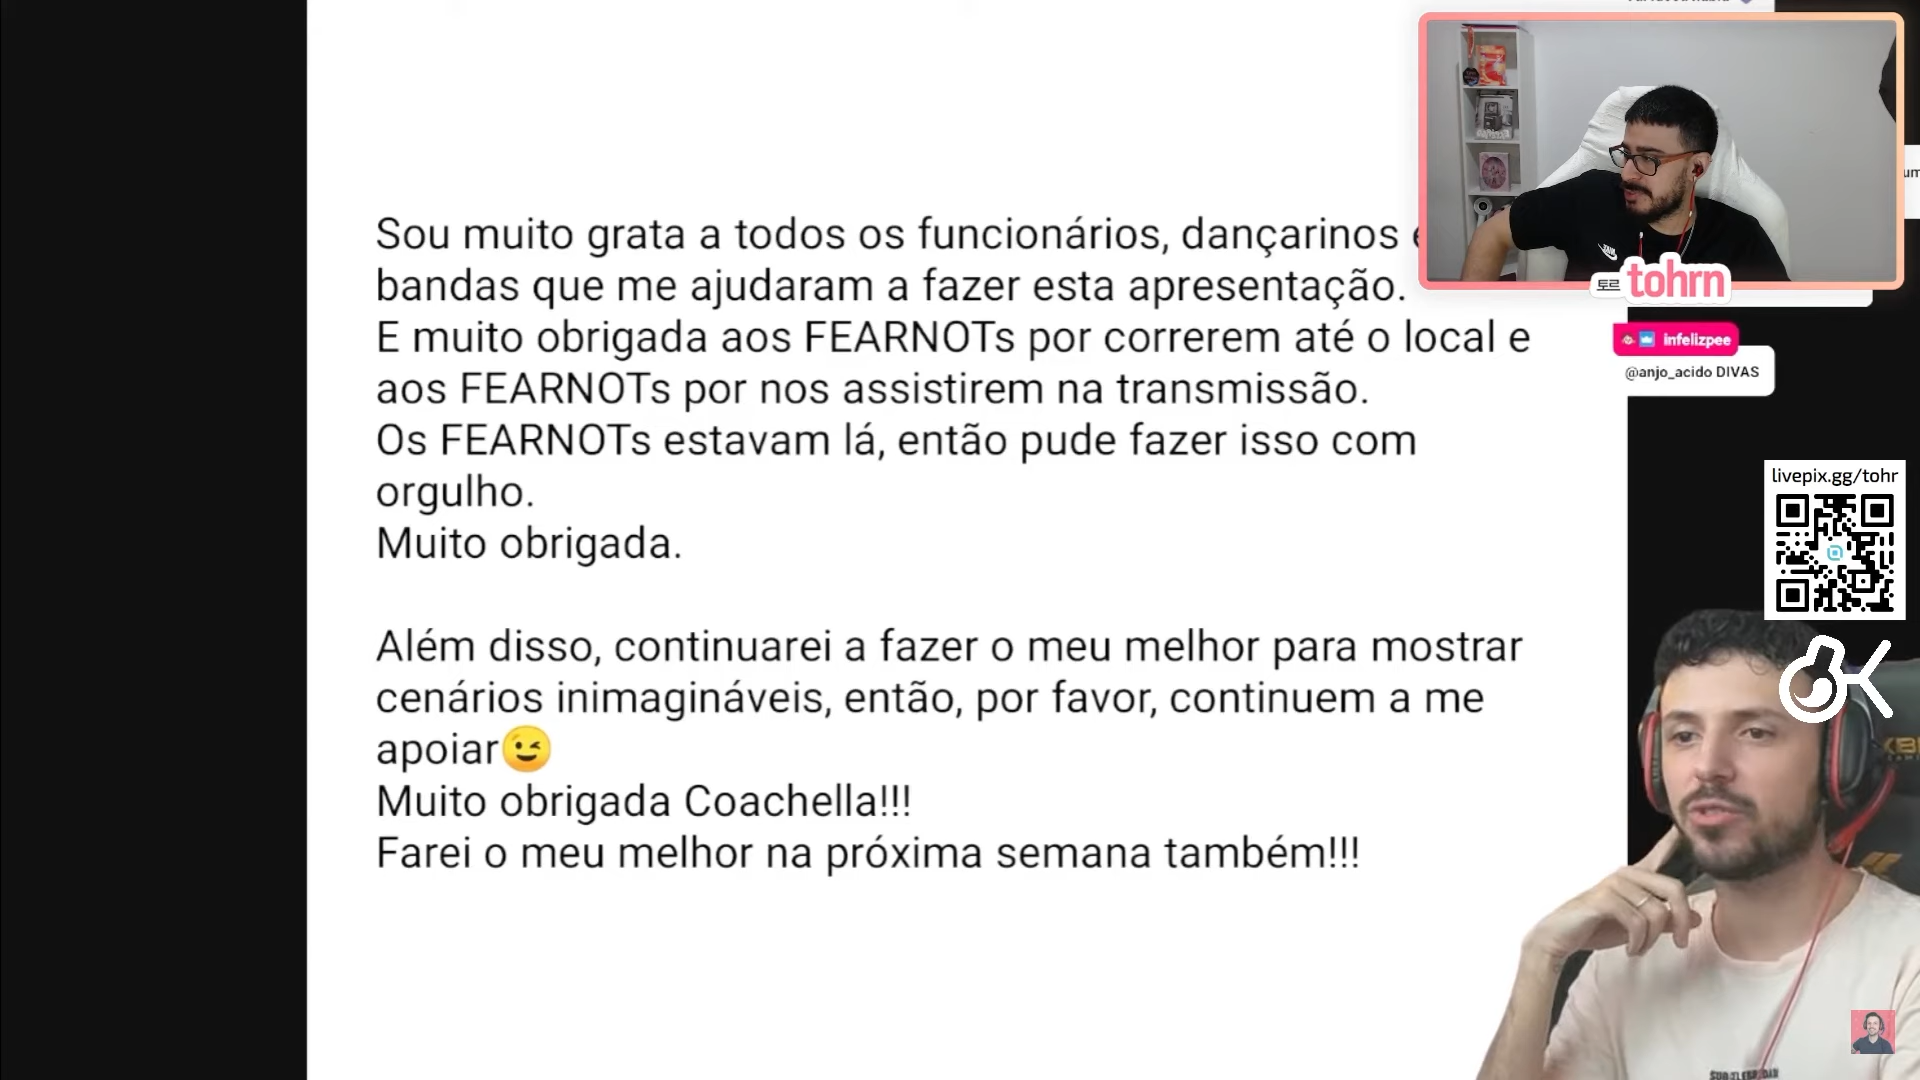 Sou muito grata a todos os funcionários, dançarinos
bandas que me ajudaram a fazer esta apresentação.
E muito obrigada aos FEARNOTs por correrem até o local e
aos FEARNOTs por nos assistirem na transmissão.
Os FEARNOTs estavam lá, então pude fazer isso com
orgulho.
Muito obrigada.
Além disso, continuarei a fazer o meu melhor para mostrar
cenários inimagináveis, então, por favor, continuem a me
apoiar😉
Muito obrigada Coachella!!!
Farei o meu melhor na próxima semana também!!!
토르 tohrn
infelizpee
@anjo_acido DIVAS
livepix.gg/tohr
OK